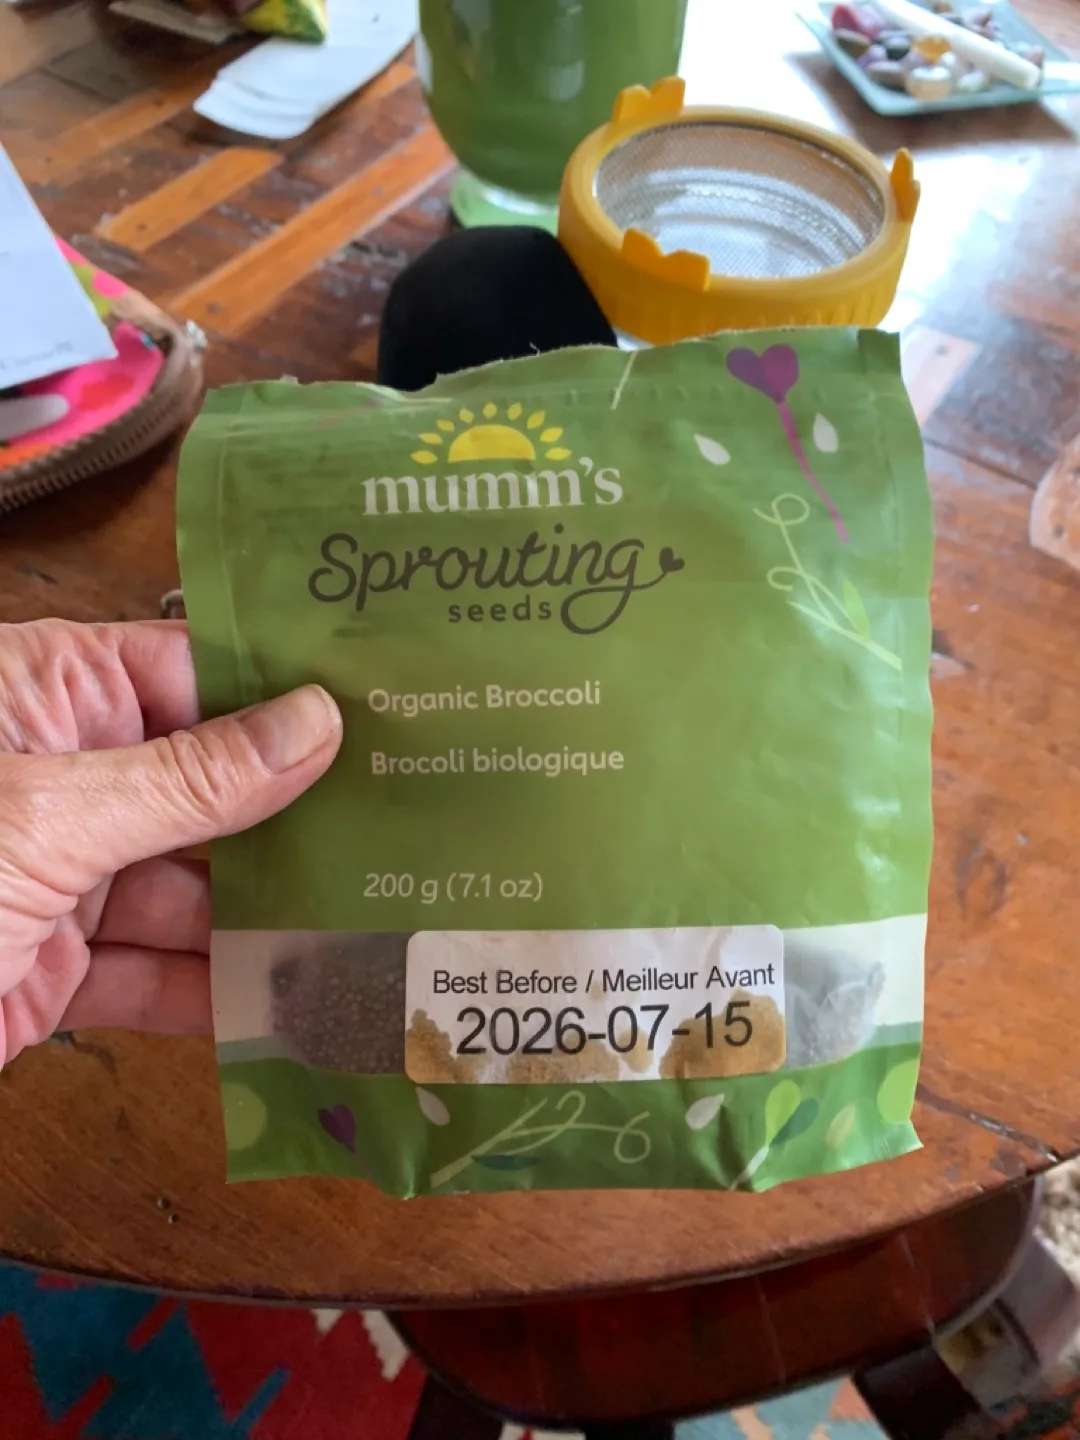 mumm's
Sprouting
seeds
Organic Broccoli
Brocoli biologique
200 g (7.1 oz)
Best Before / Meilleur Avant
2026-07-15